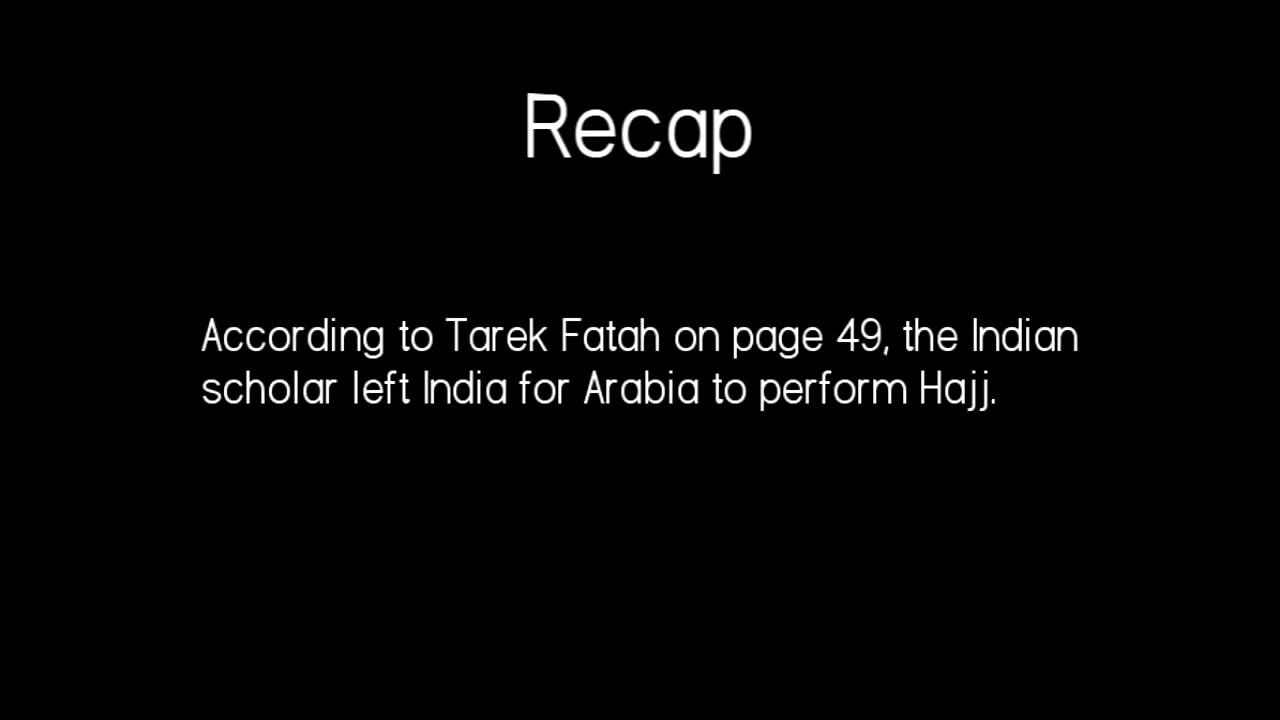 Recap
According to Tarek Fatah on page 49, the Indian
scholar left India for Arabia to perform Hajj.